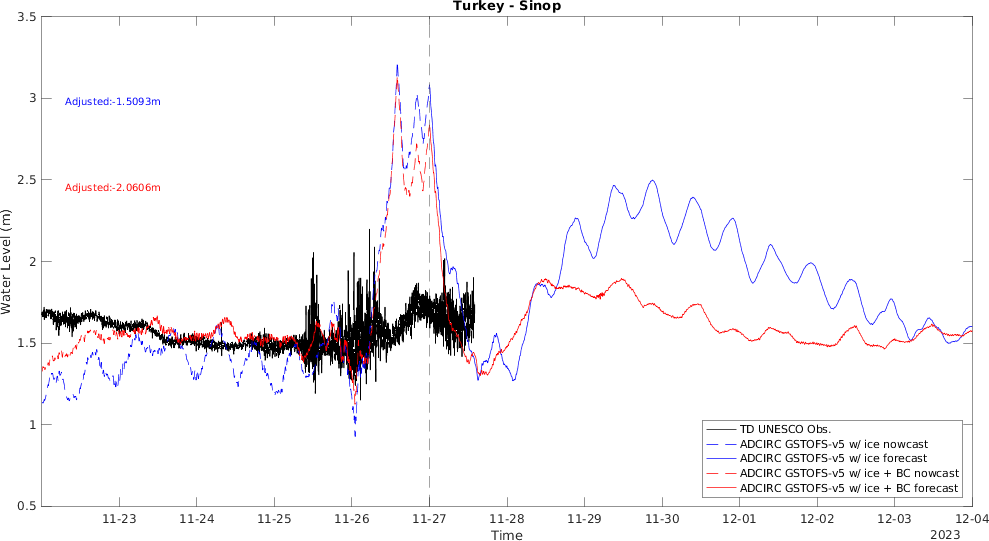 Turkey - Sinop
3.5
3
2.5
2
1.5
1
0.5
Water Level (m)
Adjusted:-1.5093m
Adjusted:-2.0606m
TD UNESCO Obs.
ADCIRC GSTOFS-v5 w/ ice nowcast
ADCIRC GSTOFS-v5 w/ ice forecast
ADCIRC GSTOFS-v5 w/ ice + BC nowcast
ADCIRC GSTOFS-v5 w/ ice + BC forecast
11-23 11-24 11-25 11-26 11-27 11-28 11-29 11-30 12-01 12-02 12-03 12-04
Time
2023